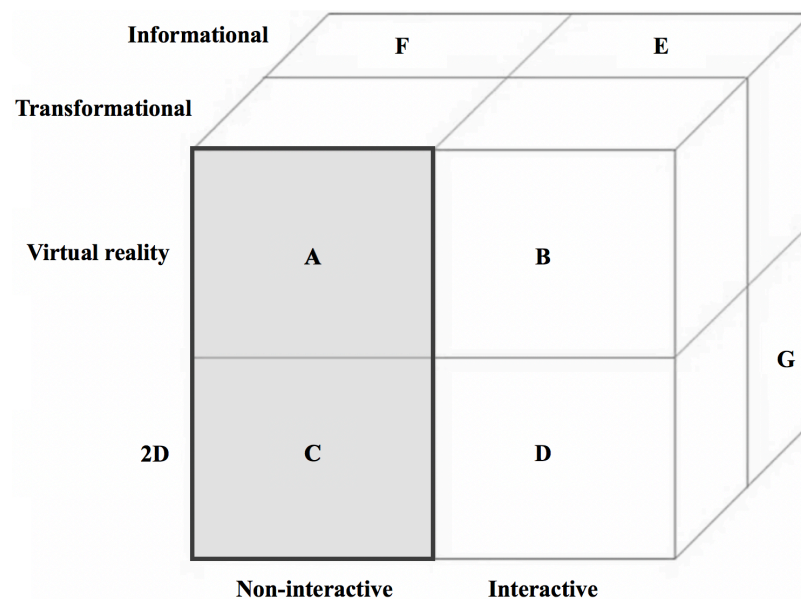 Informational
F
E
Transformational
Virtual reality
A
B
G
2D
C
D
Non-interactive
Interactive